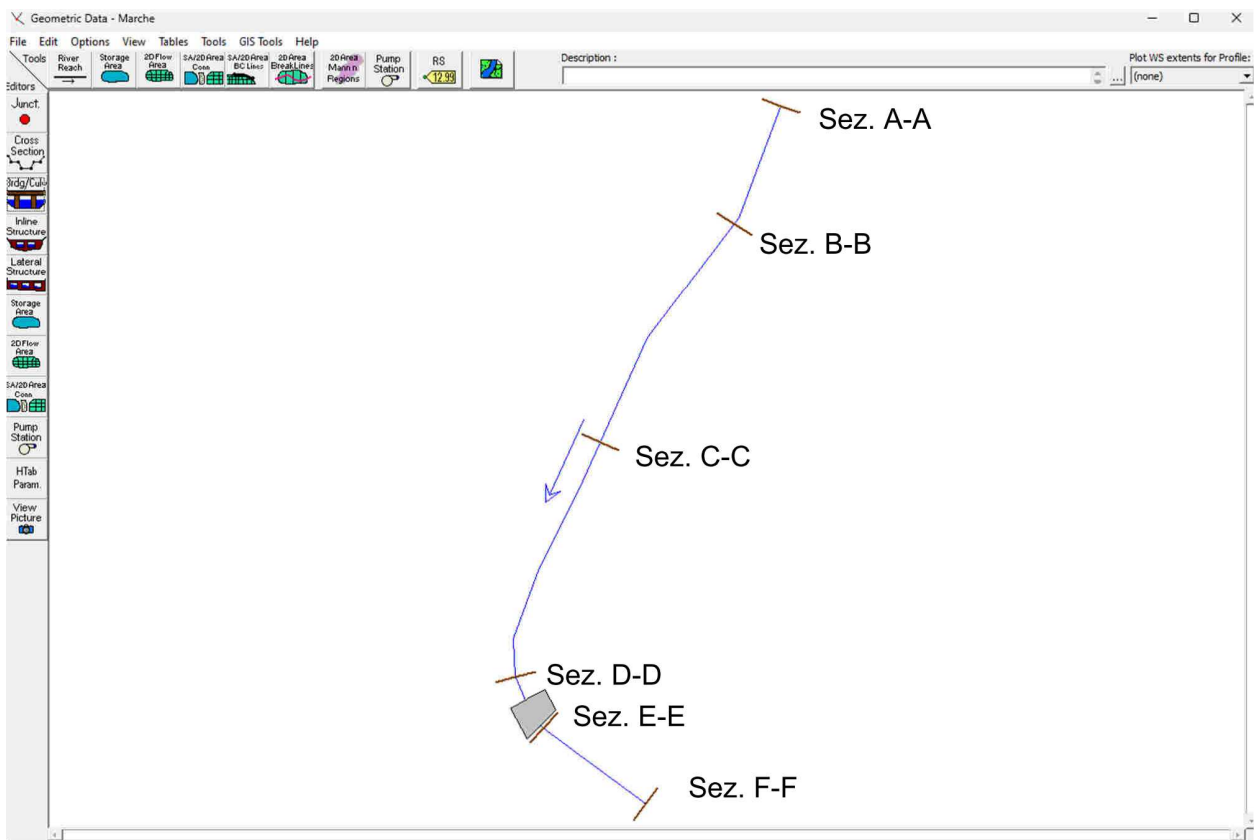 Geometric Data - Marche
File Edit Options View Tables Tools GIS Tools Help
Tools
Editors
River
Reach
Storage
Area
2D Flow
Area
SA/2D Area
Conn
SA/2D Area
BC Lines
2D Area
BreakLines
2D Area
Mann n
Regions
Pump
Station
RS
12.99
Description :
...
Plot WS extents for Profile:
(none)
Junct.
Cross
Section
Brdg/Culv
Inline
Structure
Lateral
Structure
Storage
Area
2D Flow
Area
SA/2D Area
Conn
Pump
Station
HTab
Param.
View
Picture
Sez. A-A
Sez. B-B
Sez. C-C
Sez. D-D
Sez. E-E
Sez. F-F